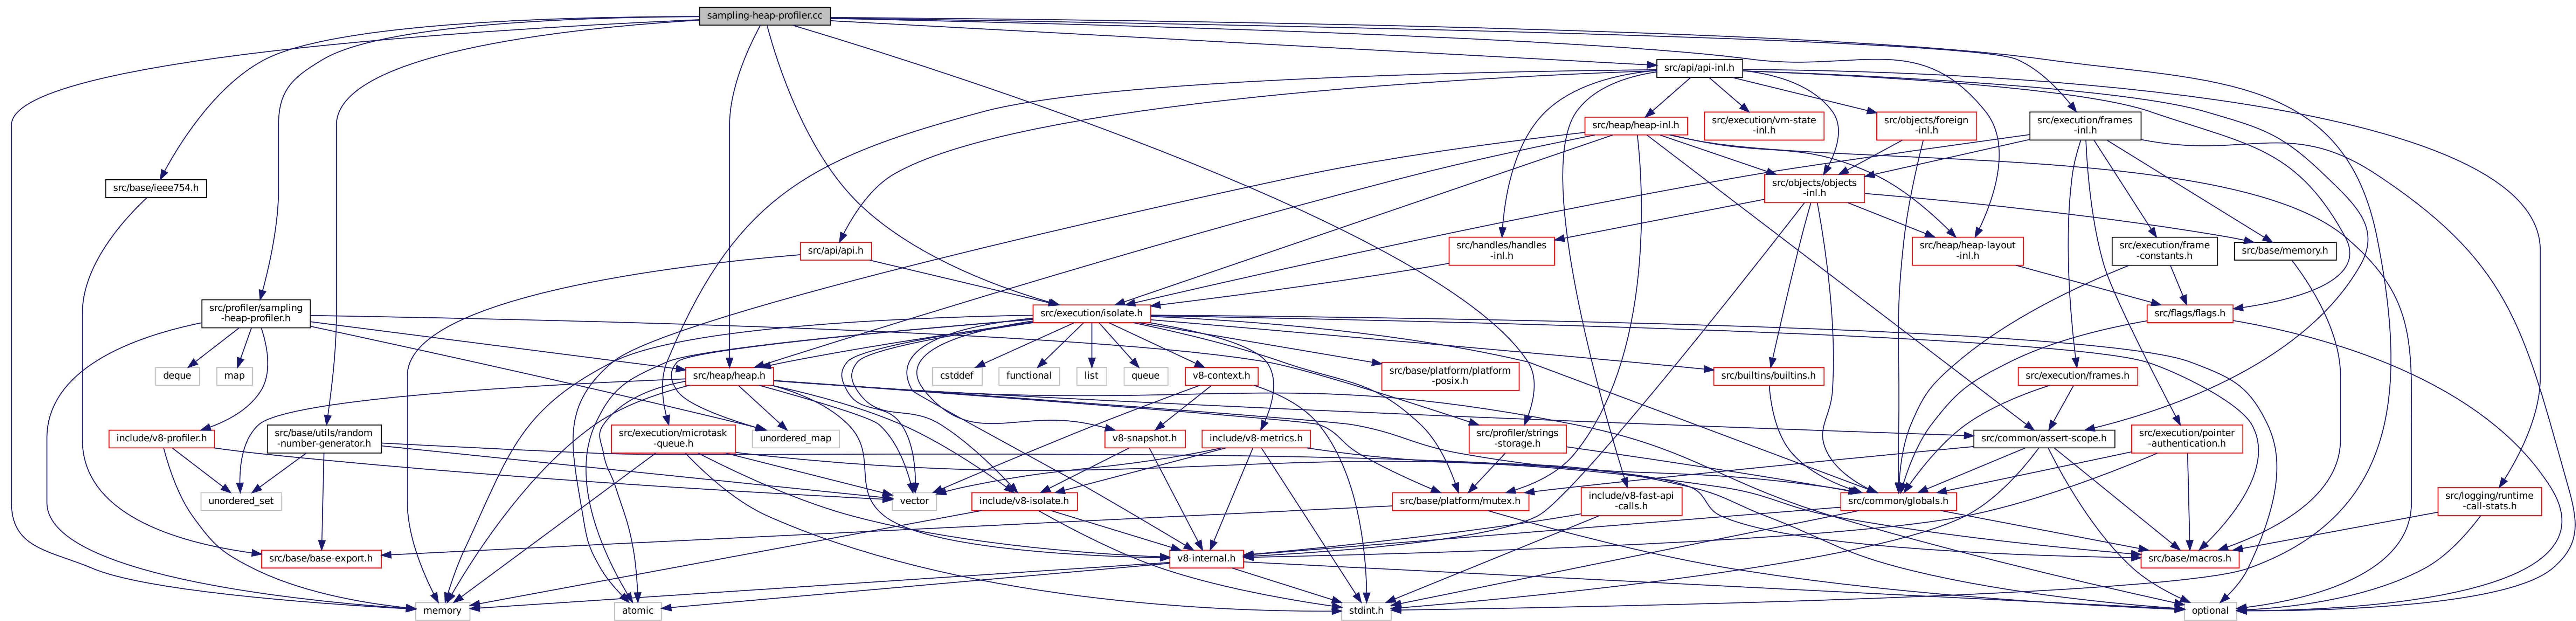 sampling-heap-profiler.cc
src/api/api-inl.h
src/heap/heap-inl.h
src/execution/vm-state
-inl.h
src/objects/foreign
-inl.h
src/execution/frames
-inl.h
src/base/ieee754.h
src/objects/objects
-inl.h
src/api/api.h
src/handles/handles
-inl.h
src/heap/heap-layout
-inl.h
src/execution/frame
-constants.h
src/base/memory.h
src/profiler/sampling
-heap-profiler.h
src/execution/isolate.h
src/flags/flags.h
deque
map
src/heap/heap.h
cstddef
functional
list
queue
v8-context.h
src/base/platform/platform
-posix.h
src/builtins/builtins.h
src/execution/frames.h
include/v8-profiler.h
src/base/utils/random
-number-generator.h
src/execution/microtask
-queue.h
unordered_map
v8-snapshot.h
include/v8-metrics.h
src/profiler/strings
-storage.h
src/common/assert-scope.h
src/execution/pointer
-authentication.h
unordered_set
vector
include/v8-isolate.h
src/base/platform/mutex.h
include/v8-fast-api
-calls.h
src/common/globals.h
src/logging/runtime
-call-stats.h
src/base/base-export.h
v8-internal.h
src/base/macros.h
memory
atomic
stdint.h
optional